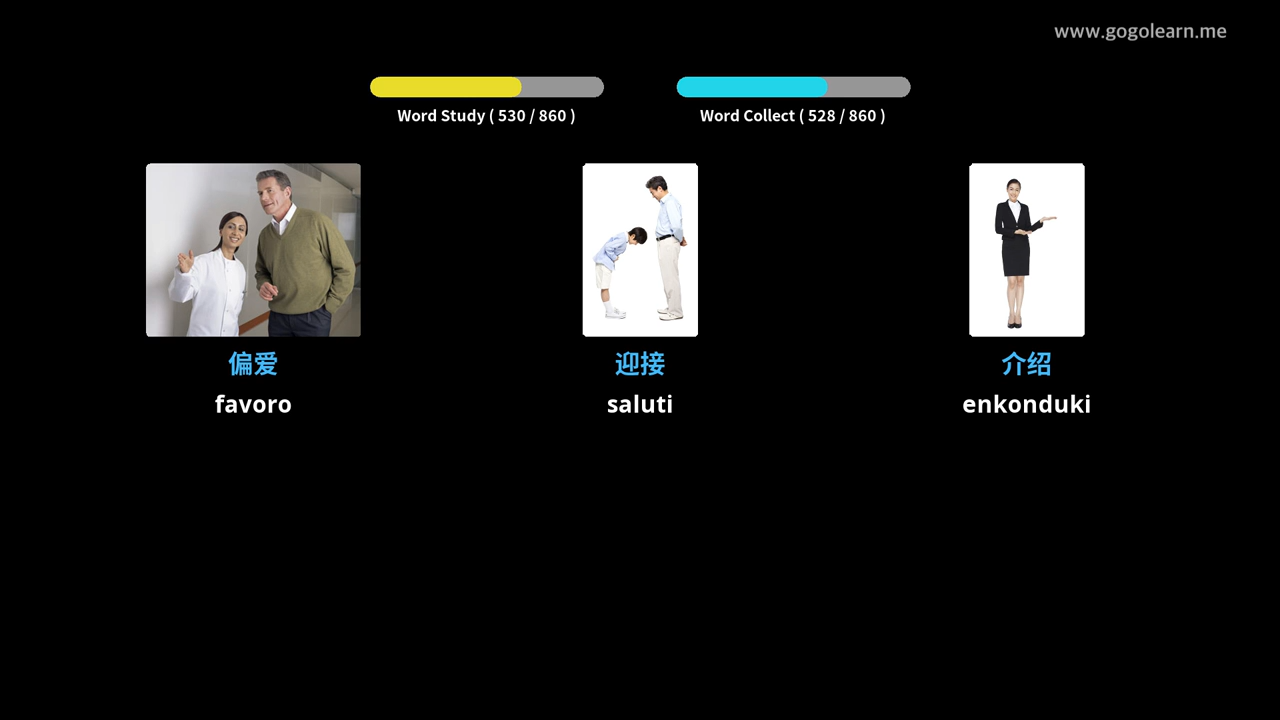 www.gogolearn.me
Word Study ( 530 / 860 )
Word Collect ( 528 / 860 )
偏爱
favoro
迎接
saluti
介绍
enkonduki